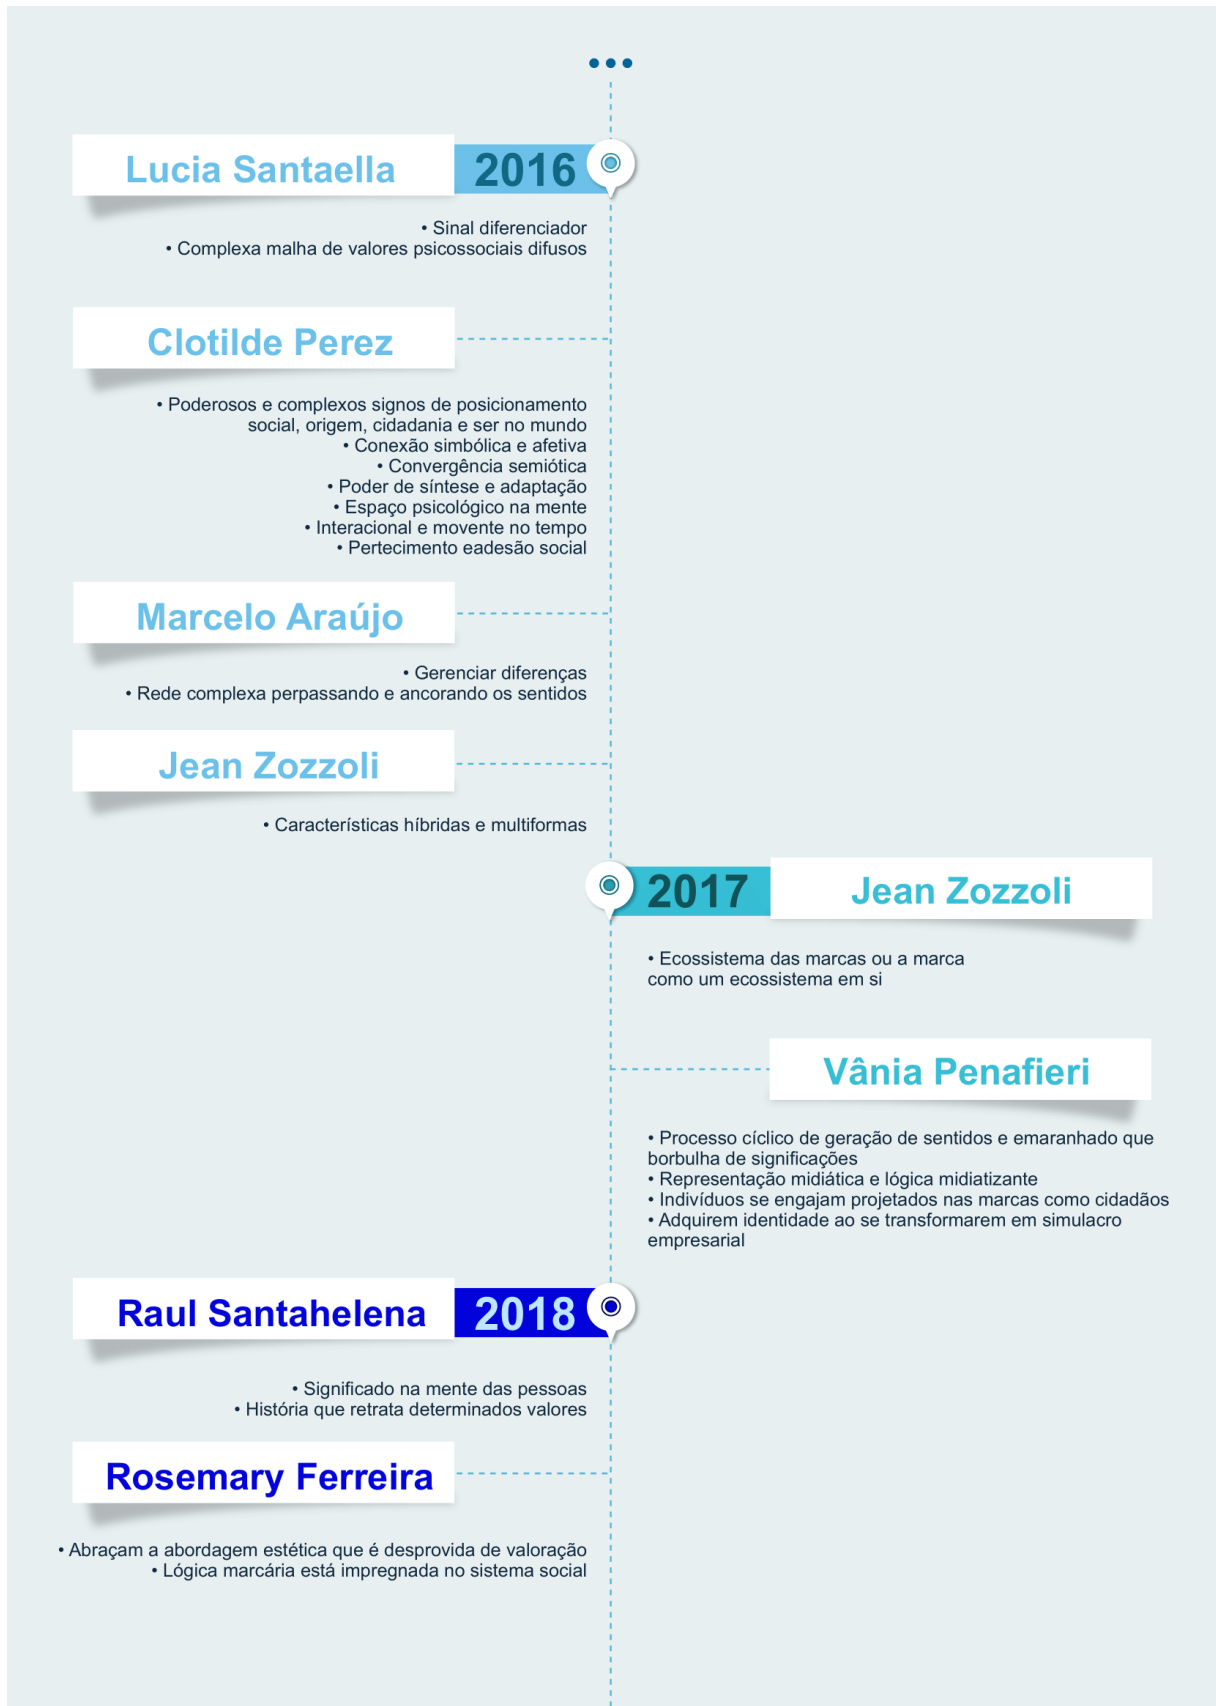 Lucia Santaella
2016
• Sinal diferenciador
• Complexa malha de valores psicossociais difusos
Clotilde Perez
• Poderosos e complexos signos de posicionamento
social, origem, cidadania e ser no mundo
• Conexão simbólica e afetiva
• Convergência semiótica
• Poder de síntese e adaptação
• Espaço psicológico na mente
• Interacional e movente no tempo
• Pertecimento eadesão social
Marcelo Araújo
• Gerenciar diferenças
• Rede complexa perpassando e ancorando os sentidos
Jean Zozzoli
• Características híbridas e multiformas
2017
Jean Zozzoli
• Ecossistema das marcas ou a marca
como um ecossistema em si
Vânia Penafieri
• Processo cíclico de geração de sentidos e emaranhado que
borbulha de significações
• Representação midiática e lógica midiatizante
• Indivíduos se engajam projetados nas marcas como cidadãos
• Adquirem identidade ao se transformarem em simulacro
empresarial
Raul Santahelena
2018
• Significado na mente das pessoas
• História que retrata determinados valores
Rosemary Ferreira
• Abraçam a abordagem estética que é desprovida de valoração
• Lógica marcária está impregnada no sistema social